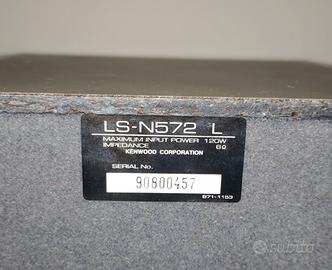 LS-N572 L
MAXIMUM INPUT POWER 120W
IMPEDANCE 6Ω
KENWOOD CORPORATION
SERIAL No.
90800457
B71-1153
subito